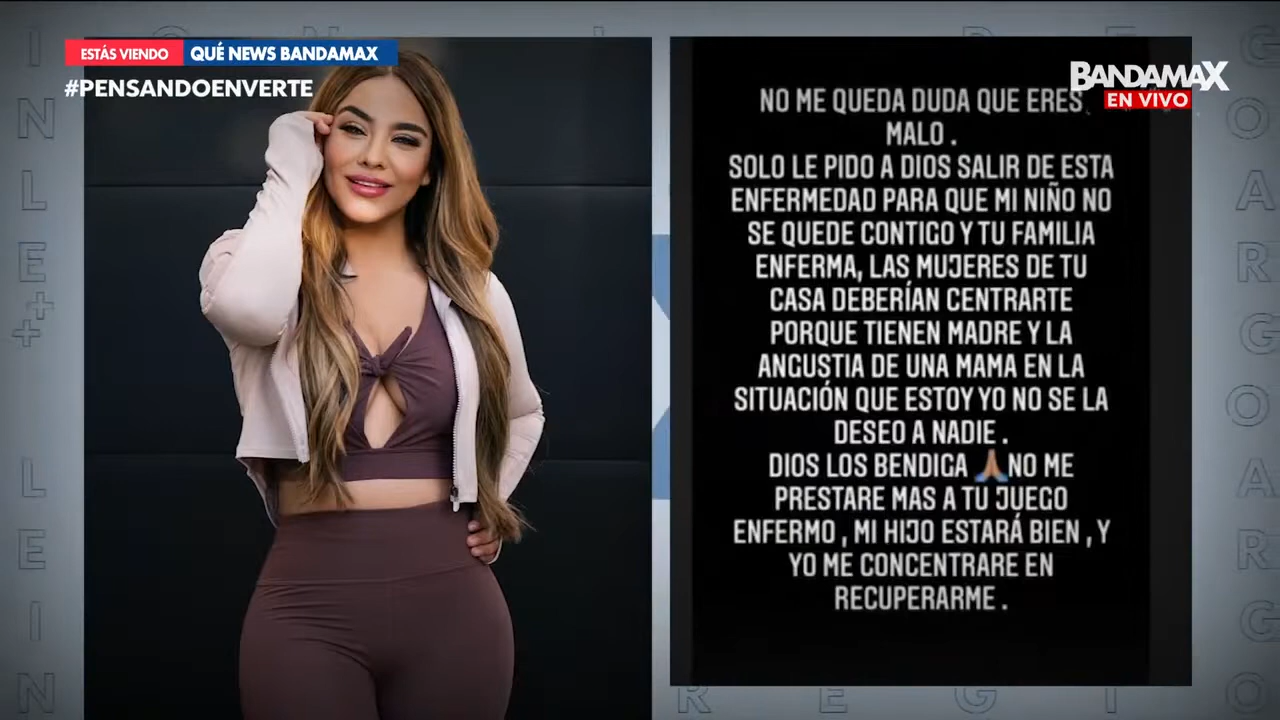 ESTÁS VIENDO QUÉ NEWS BANDAMAX
#PENSANDOENVERTE
BANDAMAX
EN VIVO
NO ME QUEDA DUDA QUE ERES
MALO .
SOLO LE PIDO A DIOS SALIR DE ESTA
ENFERMEDAD PARA QUE MI NIÑO NO
SE QUEDE CONTIGO Y TU FAMILIA
ENFERMA, LAS MUJERES DE TU
CASA DEBERÍAN CENTRARTE
PORQUE TIENEN MADRE Y LA
ANGUSTIA DE UNA MAMA EN LA
SITUACIÓN QUE ESTOY YO NO SE LA
DESEO A NADIE .
DIOS LOS BENDIGA 🙏🏽NO ME
PRESTARE MAS A TU JUEGO
ENFERMO , MI HIJO ESTARÁ BIEN , Y
YO ME CONCENTRARE EN
RECUPERARME .